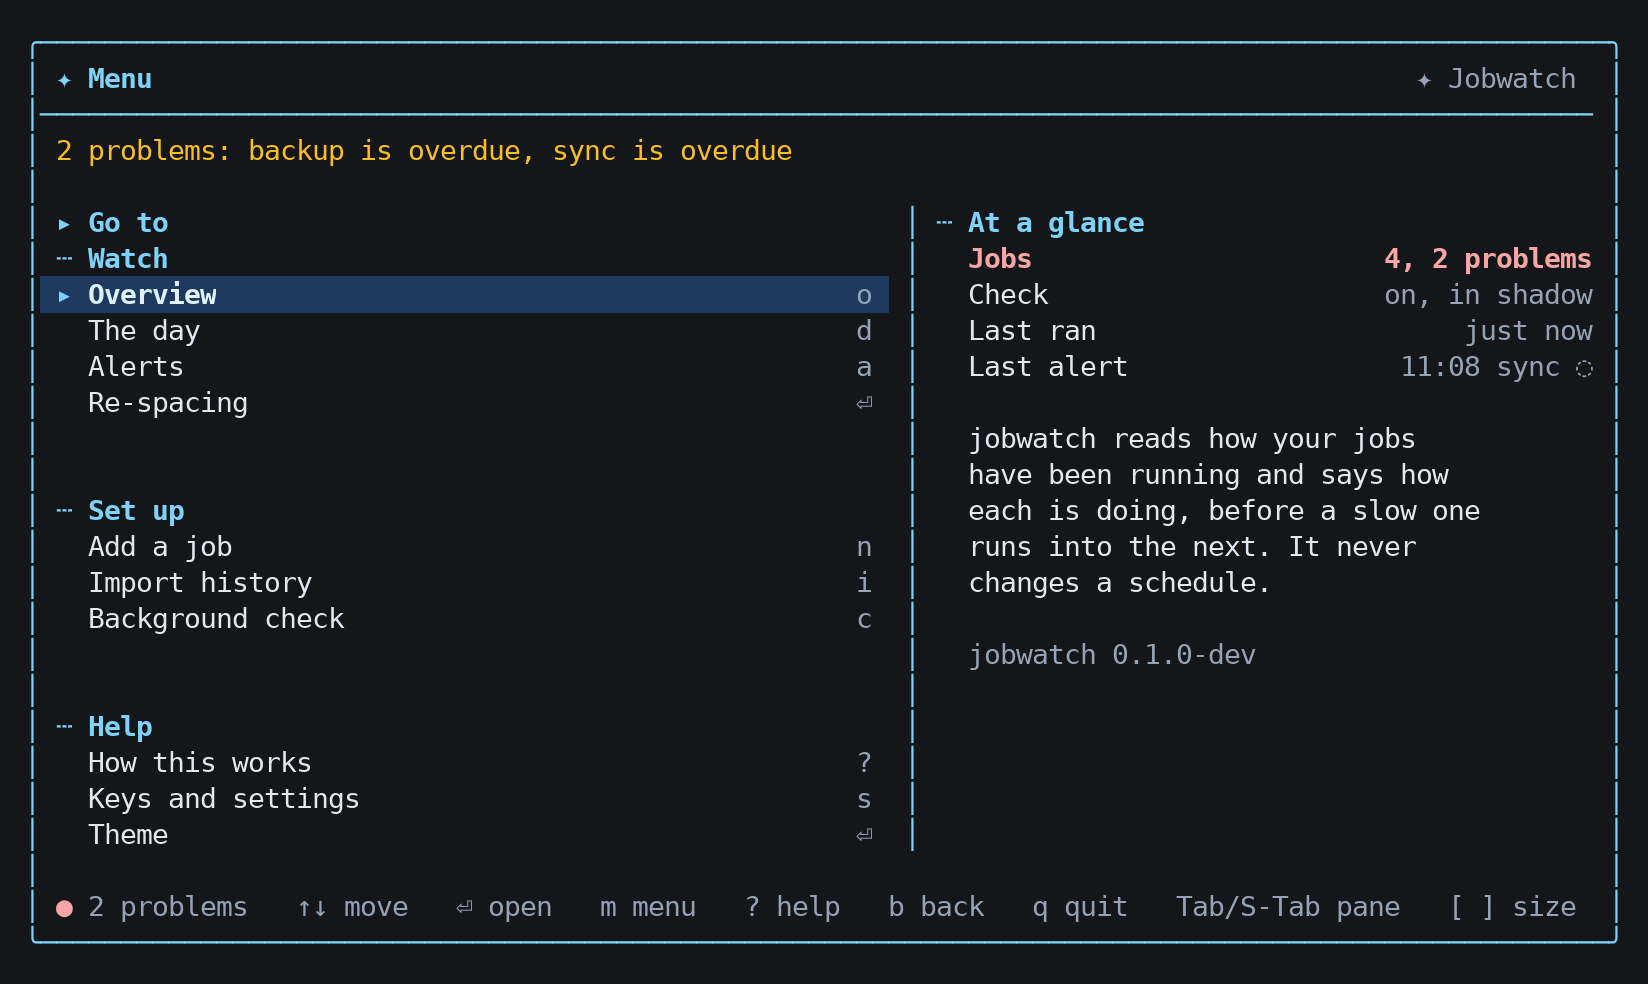 ✦ Menu ✦ Jobwatch
2 problems: backup is overdue, sync is overdue
▸ Go to
┄ Watch
▸ Overview o
The day d
Alerts a
Re-spacing ⏎
┄ Set up
Add a job n
Import history i
Background check c
┄ Help
How this works ?
Keys and settings s
Theme ⏎
┄ At a glance
Jobs 4, 2 problems
Check on, in shadow
Last ran just now
Last alert 11:08 sync ◌
jobwatch reads how your jobs
have been running and says how
each is doing, before a slow one
runs into the next. It never
changes a schedule.
jobwatch 0.1.0-dev
● 2 problems ↑↓ move ⏎ open m menu ? help b back q quit Tab/S-Tab pane [ ] size